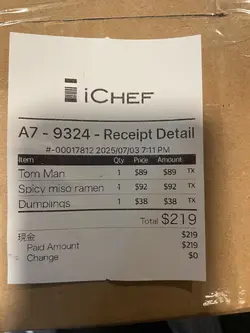 iCHEF
A7 - 9324 - Receipt Detail
#-00017812 2025/07/03 7:11 PM
Item Qty Price Amount
Tom Man 1 $89 $89 TX
Spicy miso ramen 1 $92 $92 TX
Dumplings 1 $38 $38 TX
Total $219
現金 $219
Paid Amount $219
Change $0